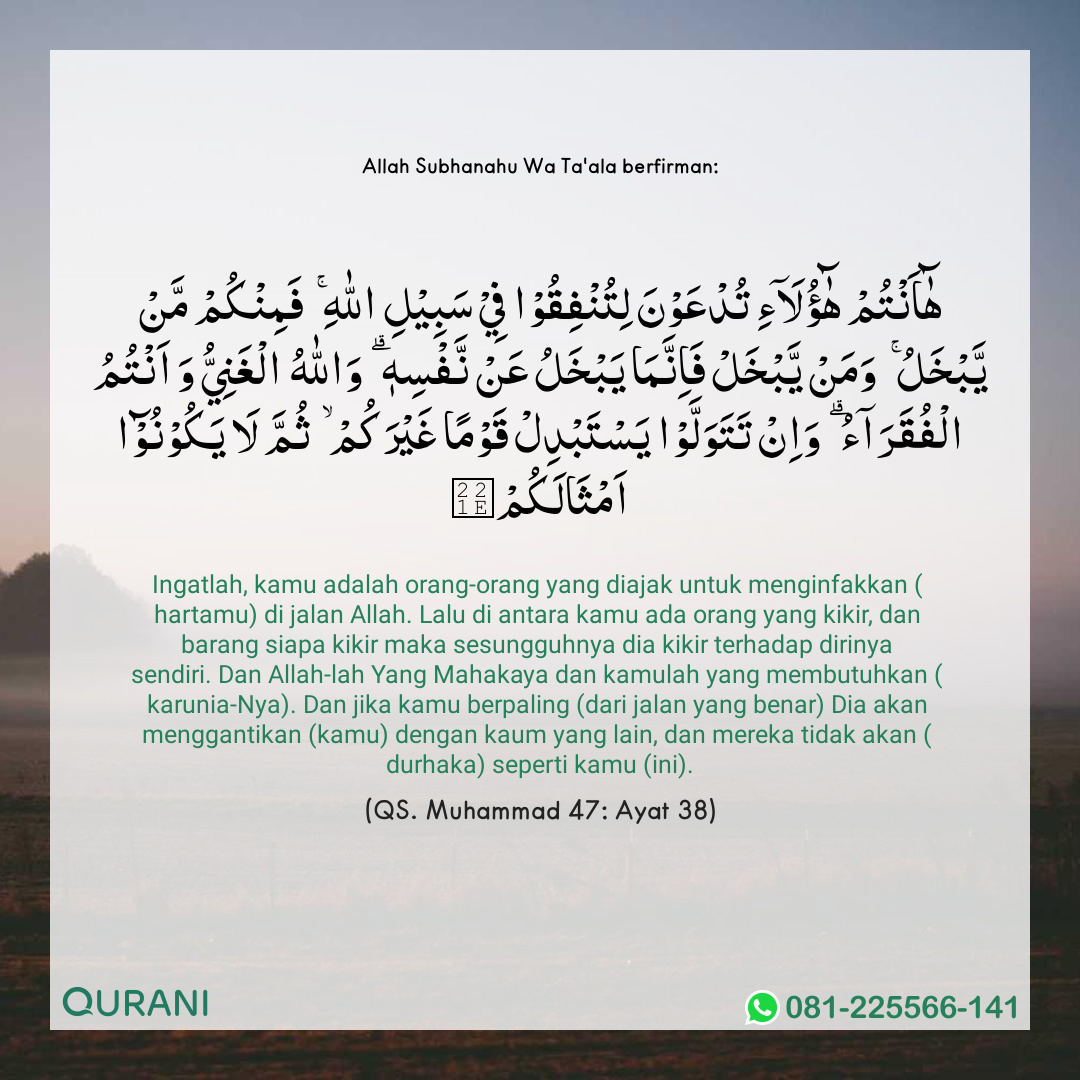 Allah Subhanahu Wa Ta'ala berfirman:
هٰۤاَنْتُمْ هٰۤؤُلَآءِ تُدْعَوْنَ لِتُنْفِقُوْا فِيْ سَبِيْلِ اللّٰهِ ۚ فَمِنْكُمْ مَّنْ
يَّبْخَلُ ۚ وَمَنْ يَّبْخَلْ فَاِنَّمَا يَبْخَلُ عَنْ نَّفْسِهٖ ۗ وَاللّٰهُ الْغَنِيُّ وَاَنْتُمُ
الْفُقَرَآءُ ۗ وَاِنْ تَتَوَلَّوْا يَسْتَبْدِلْ قَوْمًا غَيْرَكُمْ ۙ ثُمَّ لَا يَكُوْنُوْۤا
اَمْثَالَكُمْ
Ingatlah, kamu adalah orang-orang yang diajak untuk menginfakkan (
hartamu) di jalan Allah. Lalu di antara kamu ada orang yang kikir, dan
barang siapa kikir maka sesungguhnya dia kikir terhadap dirinya
sendiri. Dan Allah-lah Yang Mahakaya dan kamulah yang membutuhkan (
karunia-Nya). Dan jika kamu berpaling (dari jalan yang benar) Dia akan
menggantikan (kamu) dengan kaum yang lain, dan mereka tidak akan (
durhaka) seperti kamu (ini).
(QS. Muhammad 47: Ayat 38)
QURANI
081-225566-141